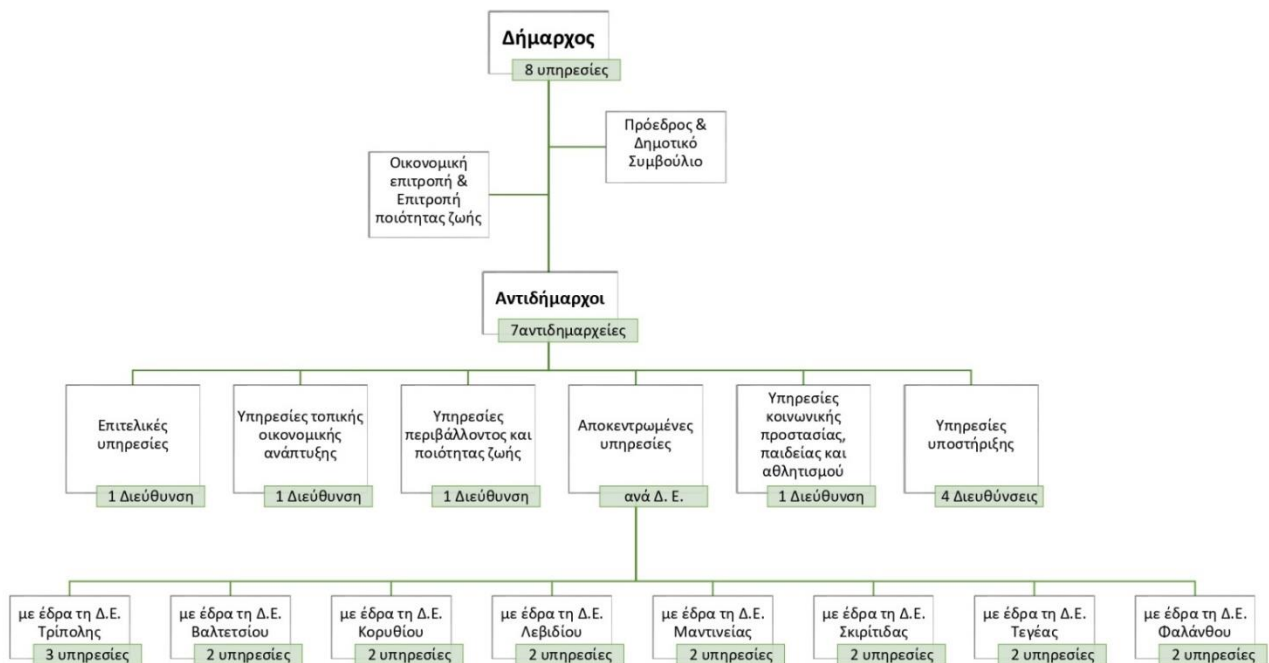 Δήμαρχος
8 υπηρεσίες
Πρόεδρος &
Δημοτικό
Συμβούλιο
Οικονομική
επιτροπή &
Επιτροπή
ποιότητας ζωής
Αντιδήμαρχοι
7αντιδημαρχείες
Επιτελικές
υπηρεσίες
1 Διεύθυνση
Υπηρεσίες τοπικής
οικονομικής
ανάπτυξης
1 Διεύθυνση
Υπηρεσίες
περιβάλλοντος και
ποιότητας ζωής
1 Διεύθυνση
Αποκεντρωμένες
υπηρεσίες
ανά Δ. Ε.
Υπηρεσίες
κοινωνικής
προστασίας,
παιδείας και
αθλητισμού
1 Διεύθυνση
Υπηρεσίες
υποστήριξης
4 Διευθύνσεις
με έδρα τη Δ.Ε.
Τρίπολης
3 υπηρεσίες
με έδρα τη Δ.Ε.
Βαλτετσίου
2 υπηρεσίες
με έδρα τη Δ.Ε.
Κορυθίου
2 υπηρεσίες
με έδρα τη Δ.Ε.
Λεβιδίου
2 υπηρεσίες
με έδρα τη Δ.Ε.
Μαντινείας
2 υπηρεσίες
με έδρα τη Δ.Ε.
Σκιρίτιδας
2 υπηρεσίες
με έδρα τη Δ.Ε.
Τεγέας
2 υπηρεσίες
με έδρα τη Δ.Ε.
Φαλάνθου
2 υπηρεσίες